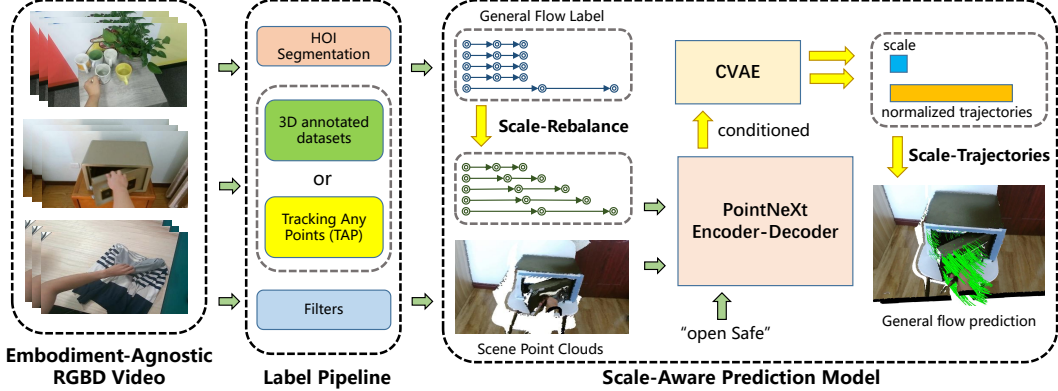 HOI
Segmentation
3D annotated
datasets
or
Tracking Any
Points (TAP)
Filters
General Flow Label
Scale-Rebalance
Scene Point Clouds
CVAE
conditioned
PointNeXt
Encoder-Decoder
“open Safe”
scale
normalized trajectories
Scale-Trajectories
General flow prediction
Embodiment-Agnostic
RGBD Video
Label Pipeline
Scale-Aware Prediction Model